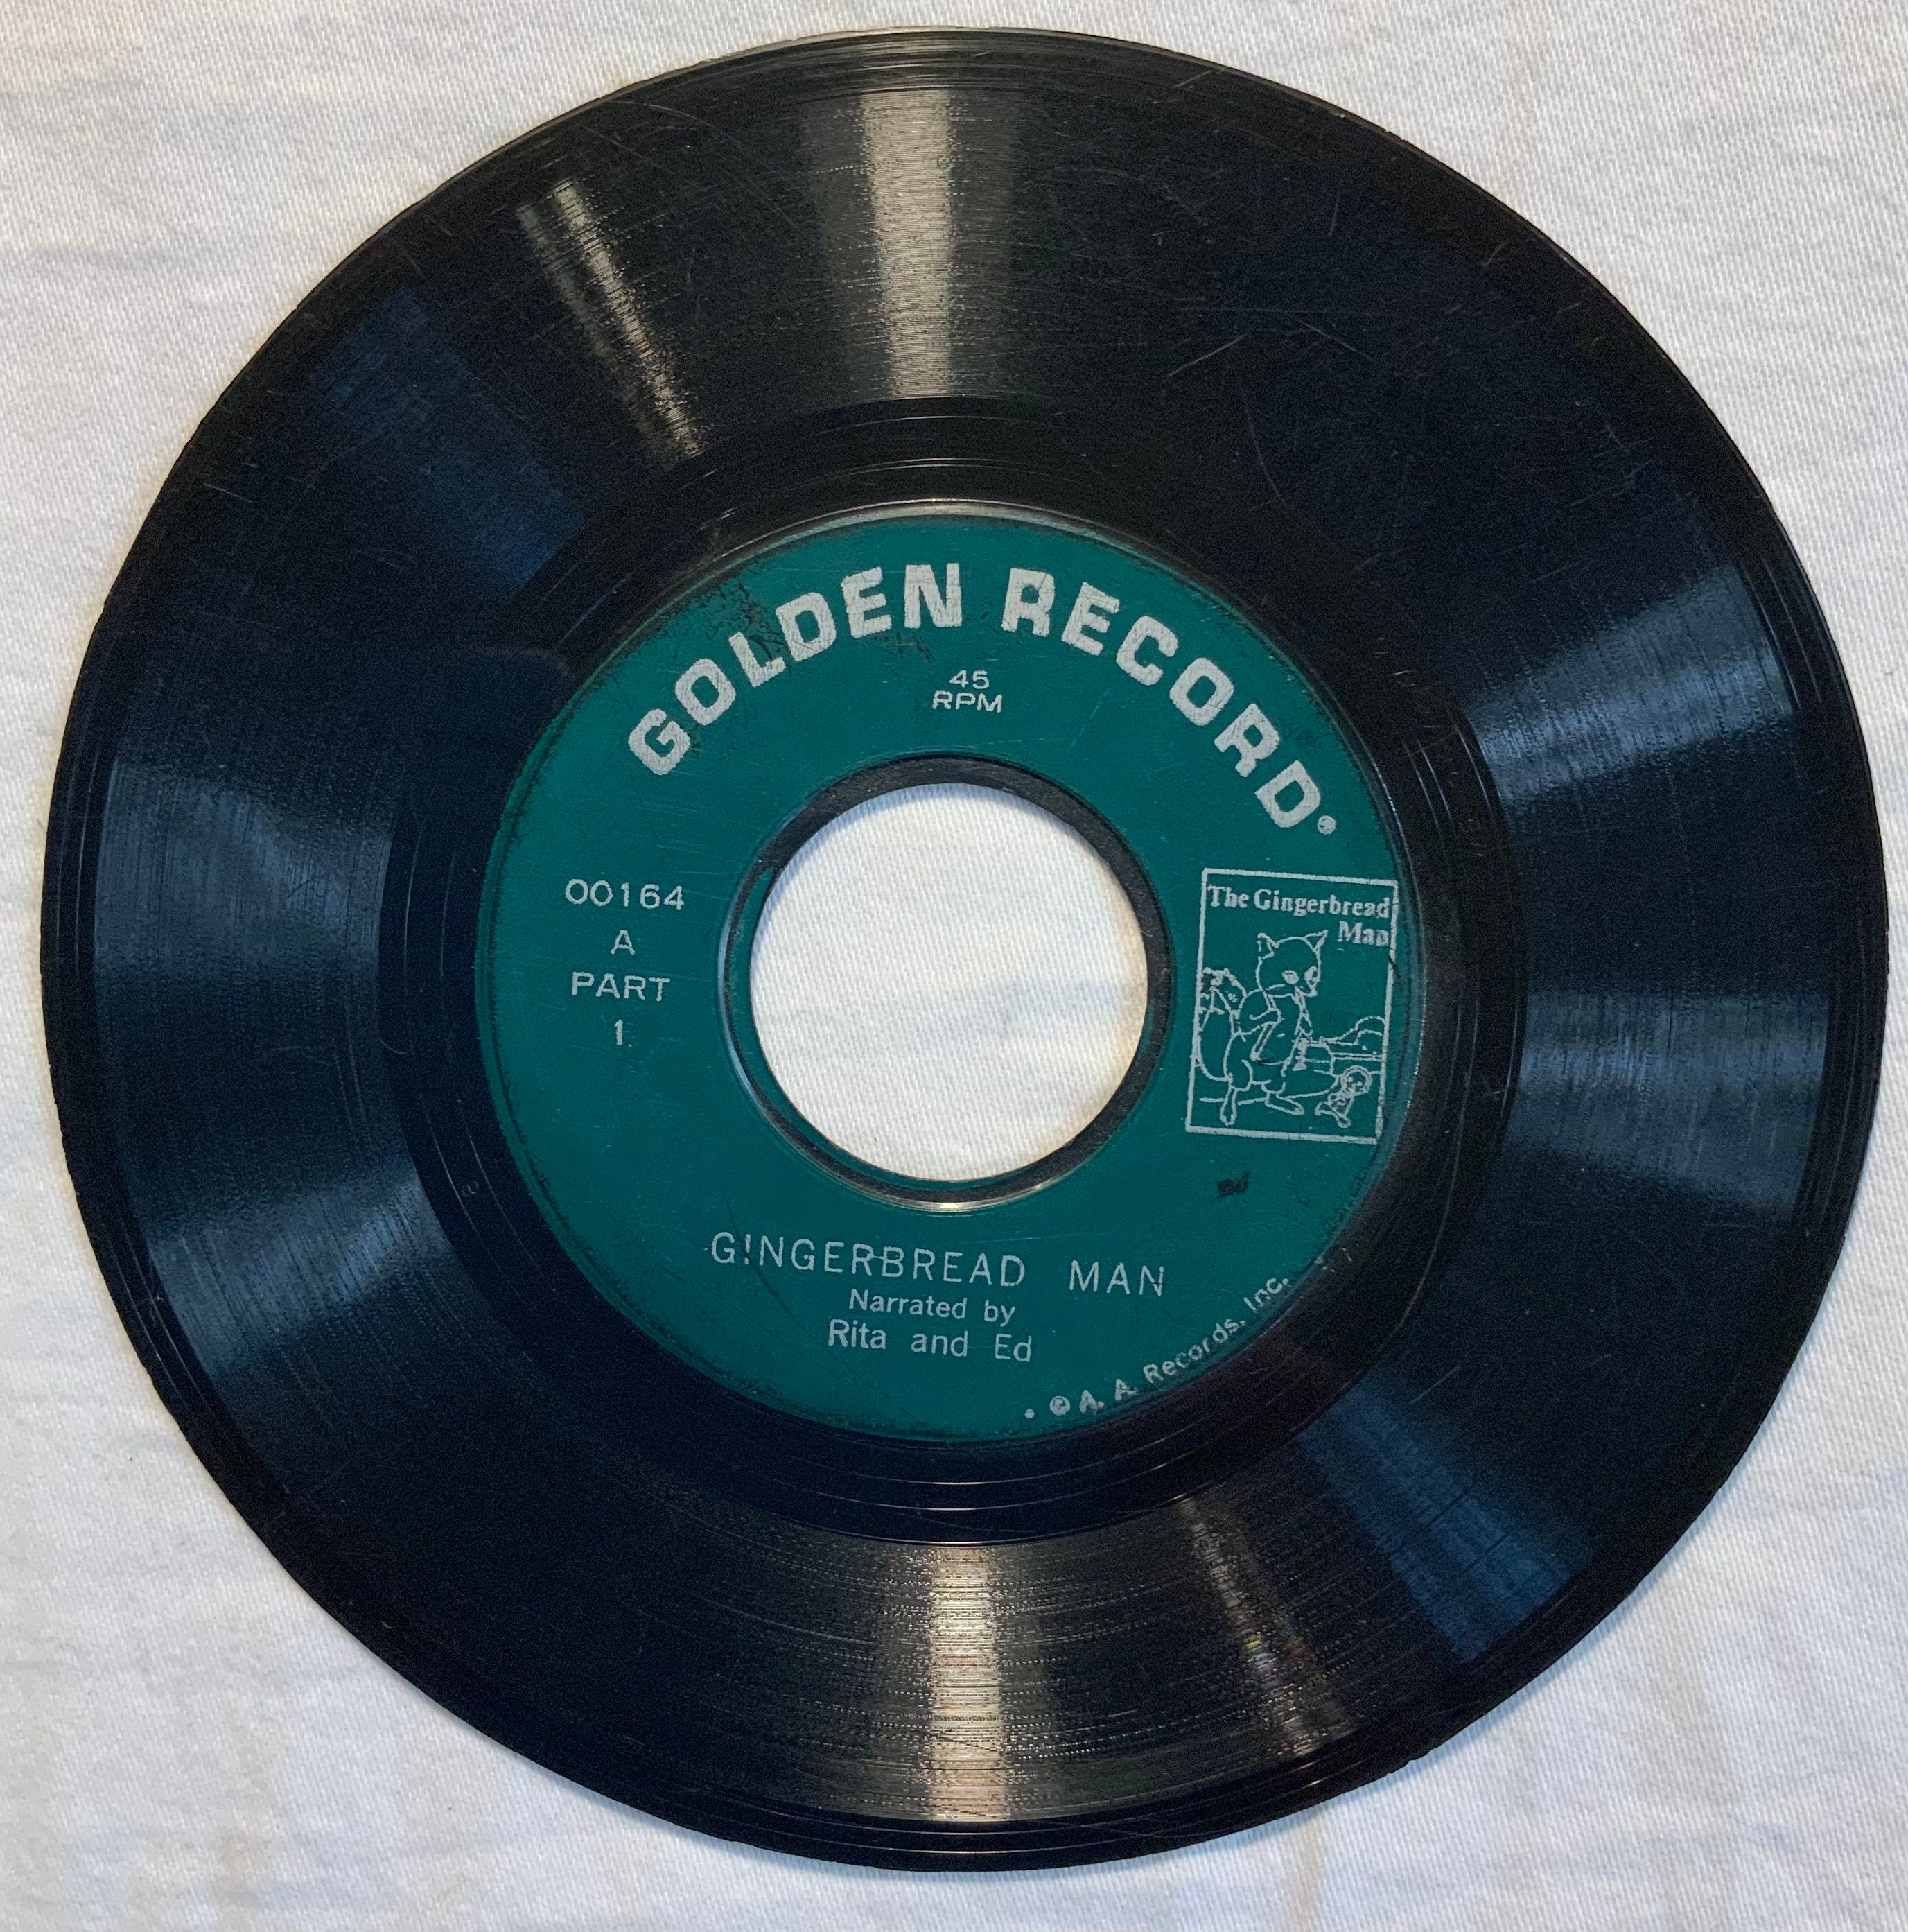 GOLDEN RECORD
45
RPM
00164
A
PART
1
The Gingerbread
Man
GINGERBREAD MAN
Narrated by
Rita and Ed
℗ A. A. Records, Inc.